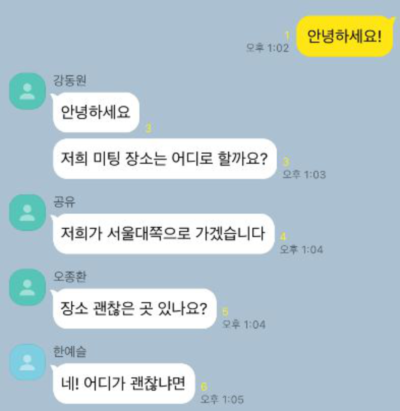 1
오후 1:02
안녕하세요!
강동원
안녕하세요
3
저희 미팅 장소는 어디로 할까요?
3
오후 1:03
공유
저희가 서울대쪽으로 가겠습니다
4
오후 1:04
오종환
장소 괜찮은 곳 있나요?
5
오후 1:04
한예슬
네! 어디가 괜찮냐면
6
오후 1:05